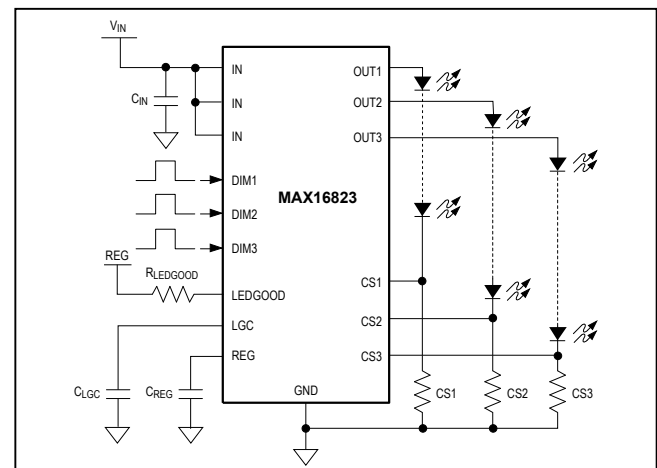 VIN
IN
OUT1
CIN
IN
OUT2
IN
OUT3
DIM1
MAX16823
DIM2
DIM3
REG
RLEDGOOD
LEDGOOD
CS1
LGC
CS2
REG
CS3
CLGC
CREG
GND
CS1
CS2
CS3